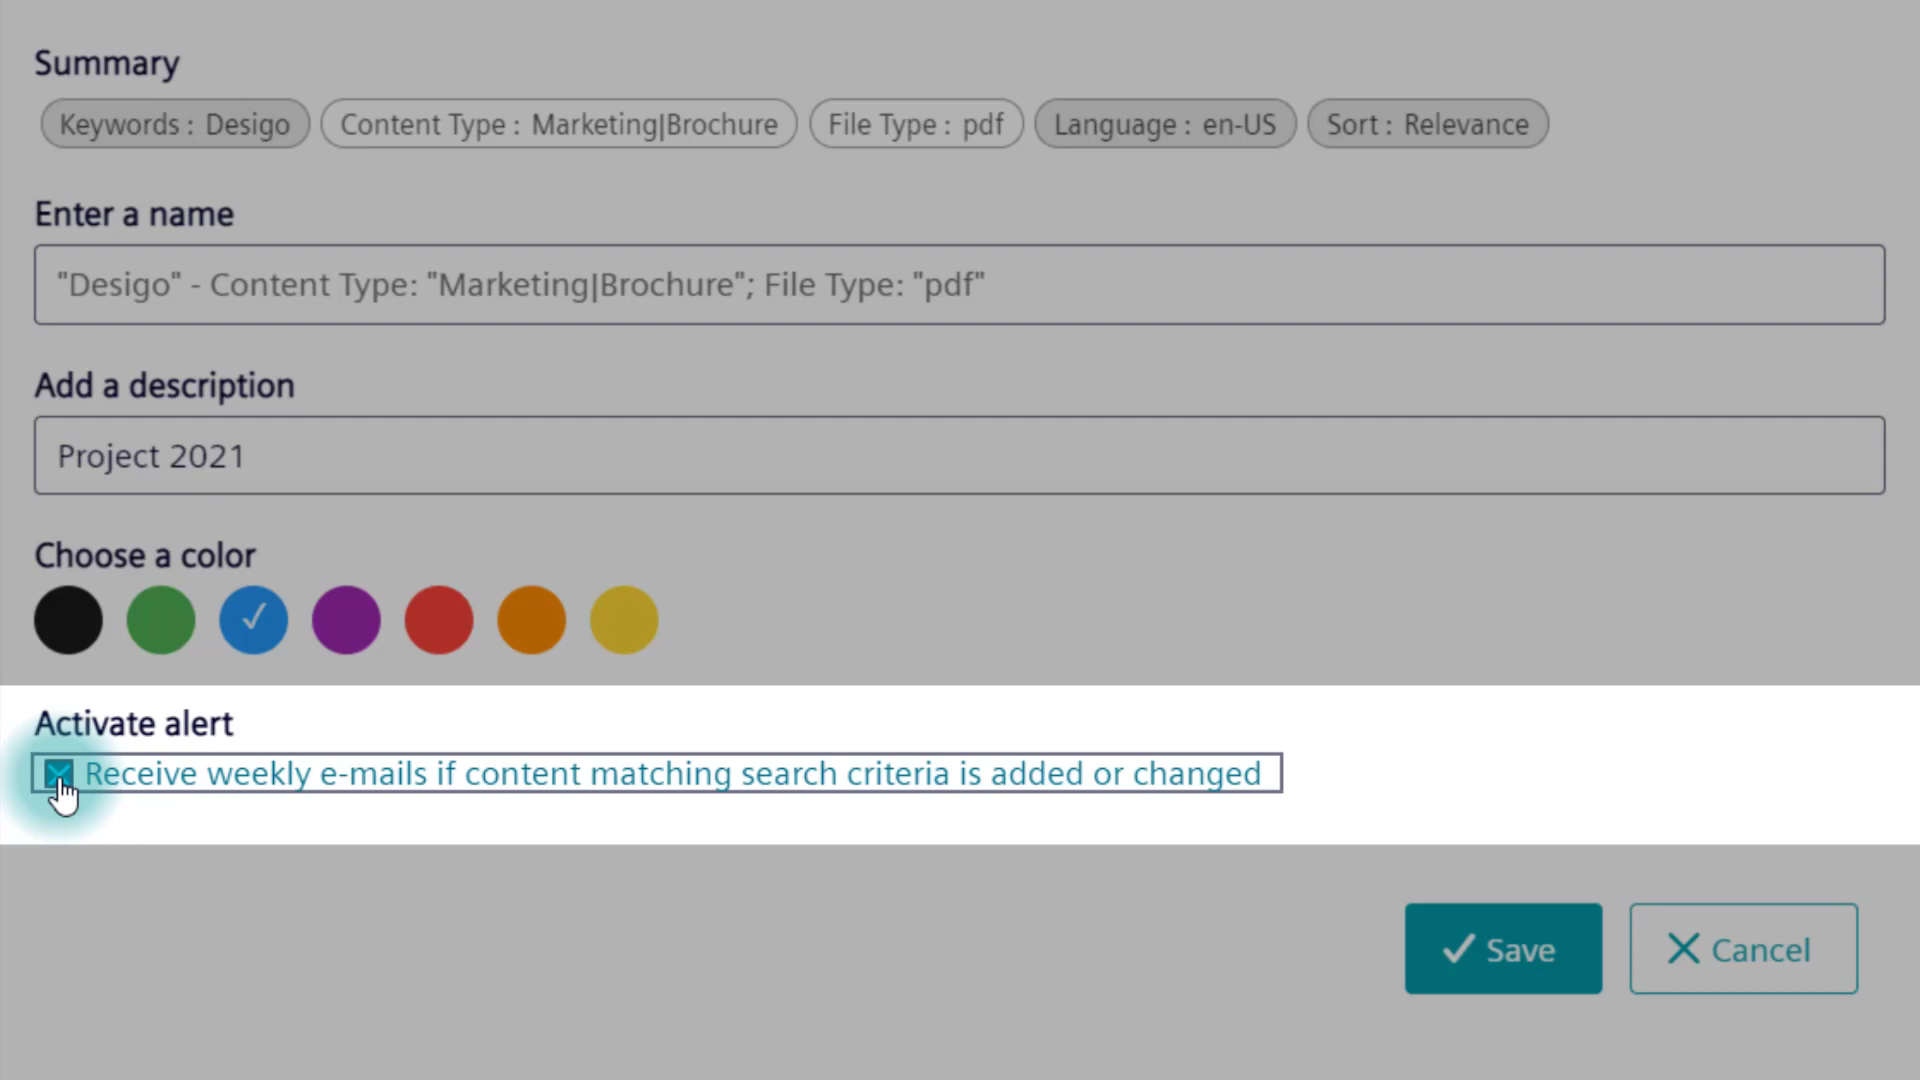 Summary
Keywords : Desigo Content Type : Marketing|Brochure File Type : pdf Language : en-US Sort : Relevance
Enter a name
"Desigo" - Content Type: "Marketing|Brochure"; File Type: "pdf"
Add a description
Project 2021
Choose a color
Activate alert
Receive weekly e-mails if content matching search criteria is added or changed
Save Cancel